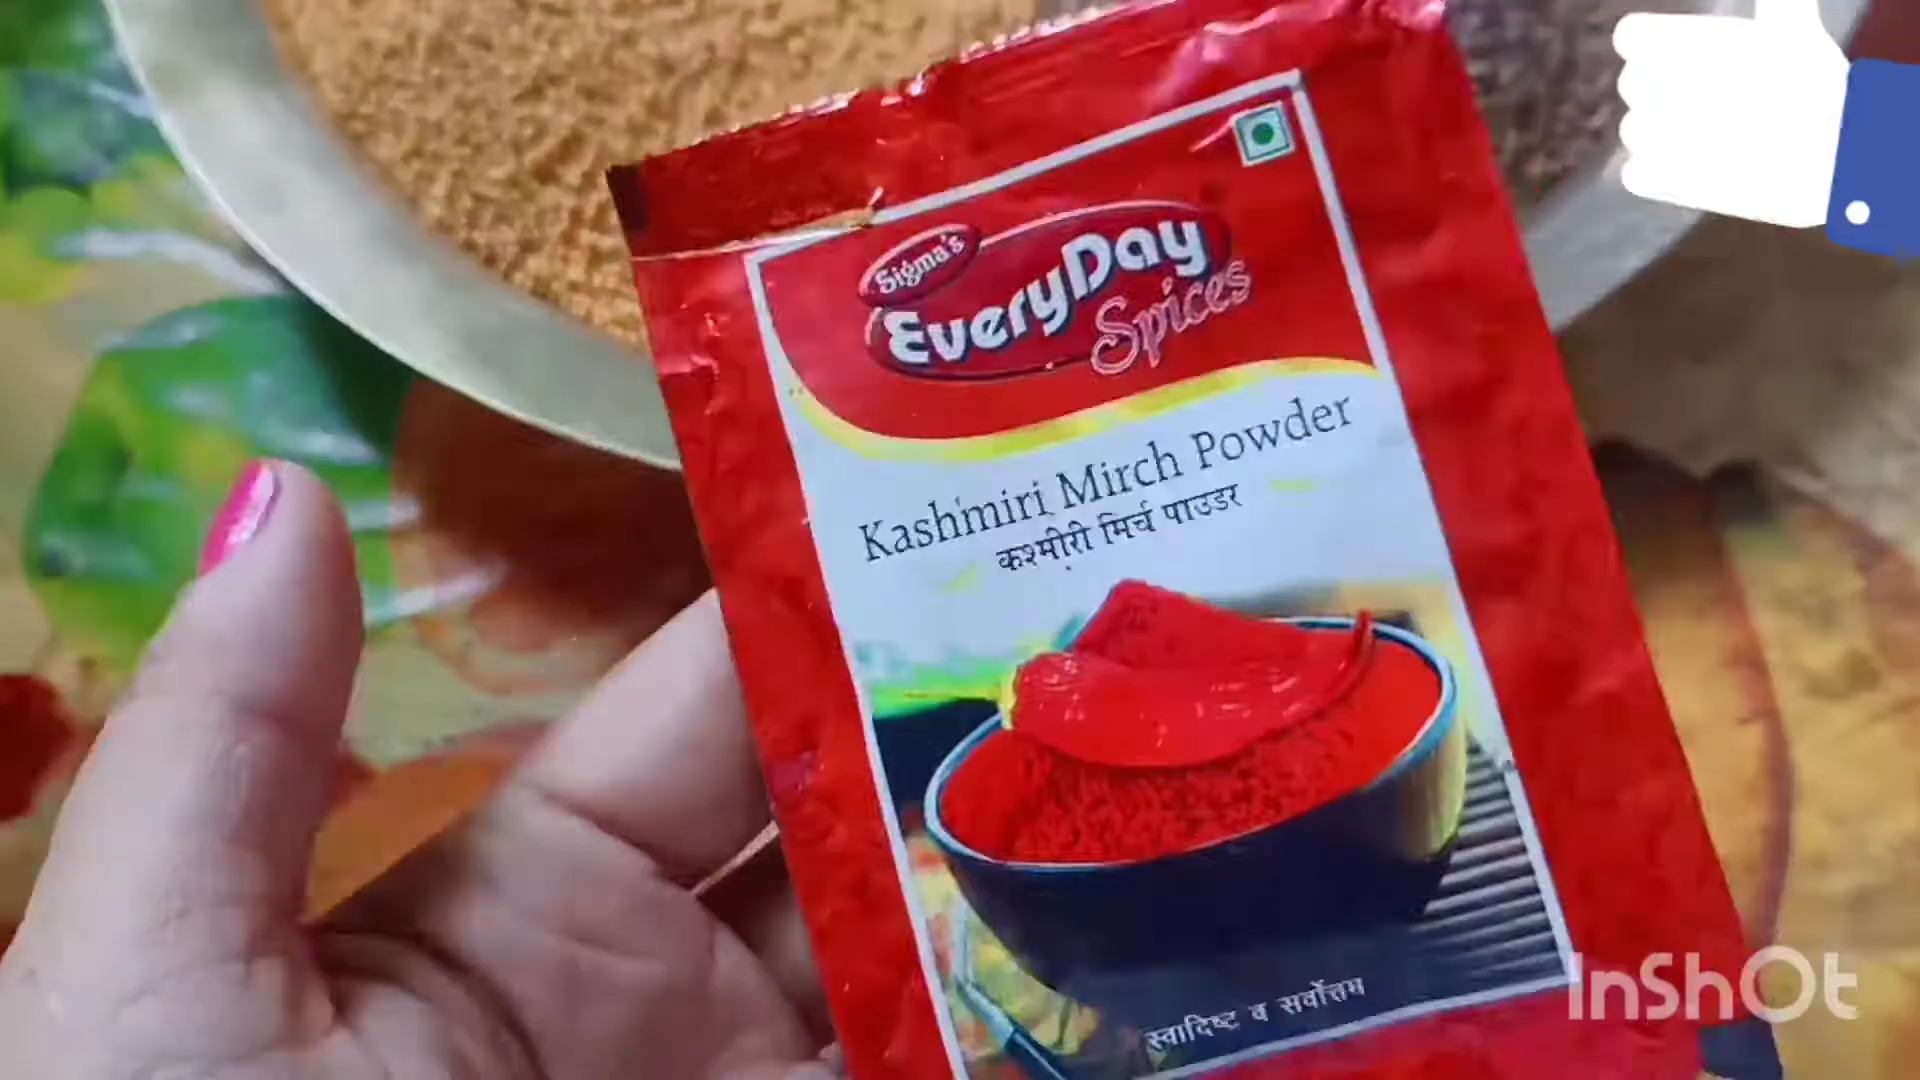 Sigma's
EveryDay
Spices
Kashmiri Mirch Powder
कश्मीरी मिर्च पाउडर
स्वादिष्ट व सर्वोत्तम
InShOt